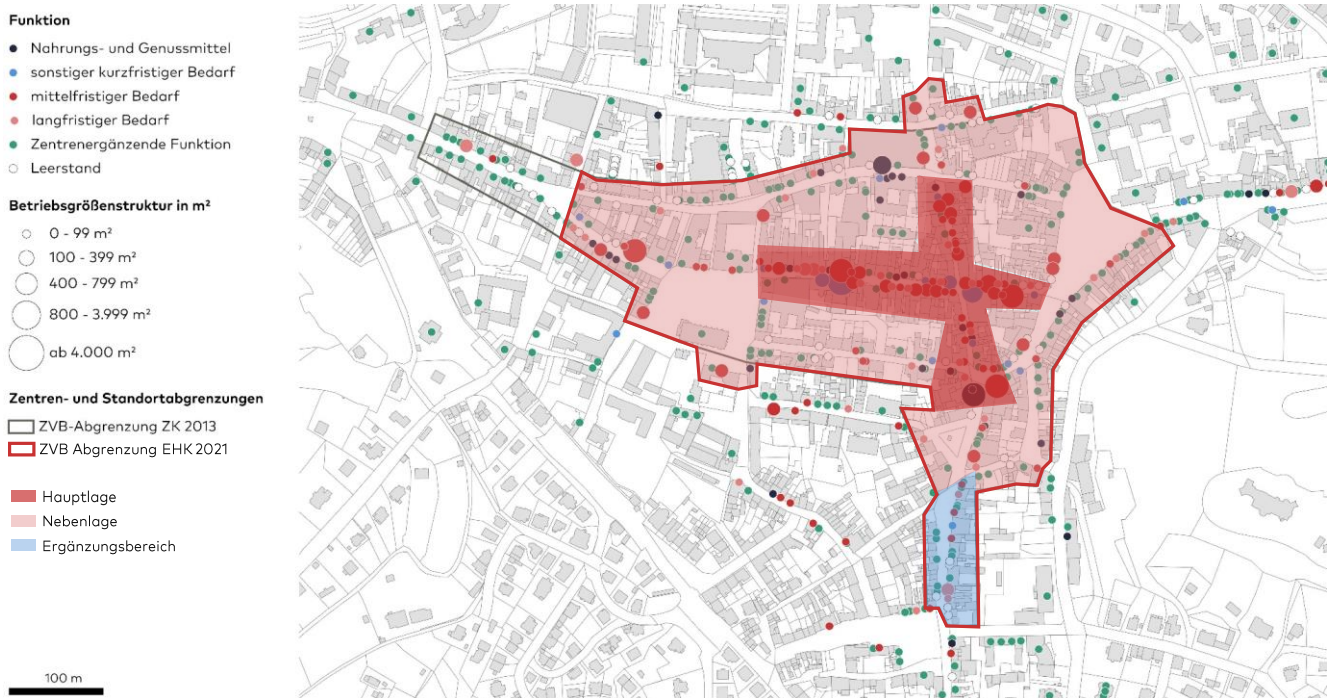 Funktion
Nahrungs- und Genussmittel
sonstiger kurzfristiger Bedarf
mittelfristiger Bedarf
langfristiger Bedarf
Zentrenergänzende Funktion
Leerstand
Betriebsgrößenstruktur in m²
0 - 99 m²
100 - 399 m²
400 - 799 m²
800 - 3.999 m²
ab 4.000 m²
Zentren- und Standortabgrenzungen
ZVB-Abgrenzung ZK 2013
ZVB Abgrenzung EHK 2021
Hauptlage
Nebenlage
Ergänzungsbereich
100 m